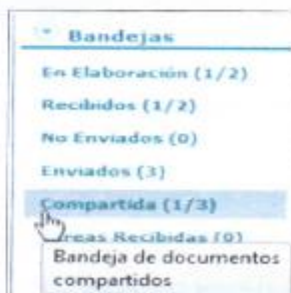 Bandejas
En Elaboración (1/2)
Recibidos (1/2)
No Enviados (0)
Enviados (3)
Compartida (1/3)
Recibidas (0)
Bandeja de documentos
compartidos